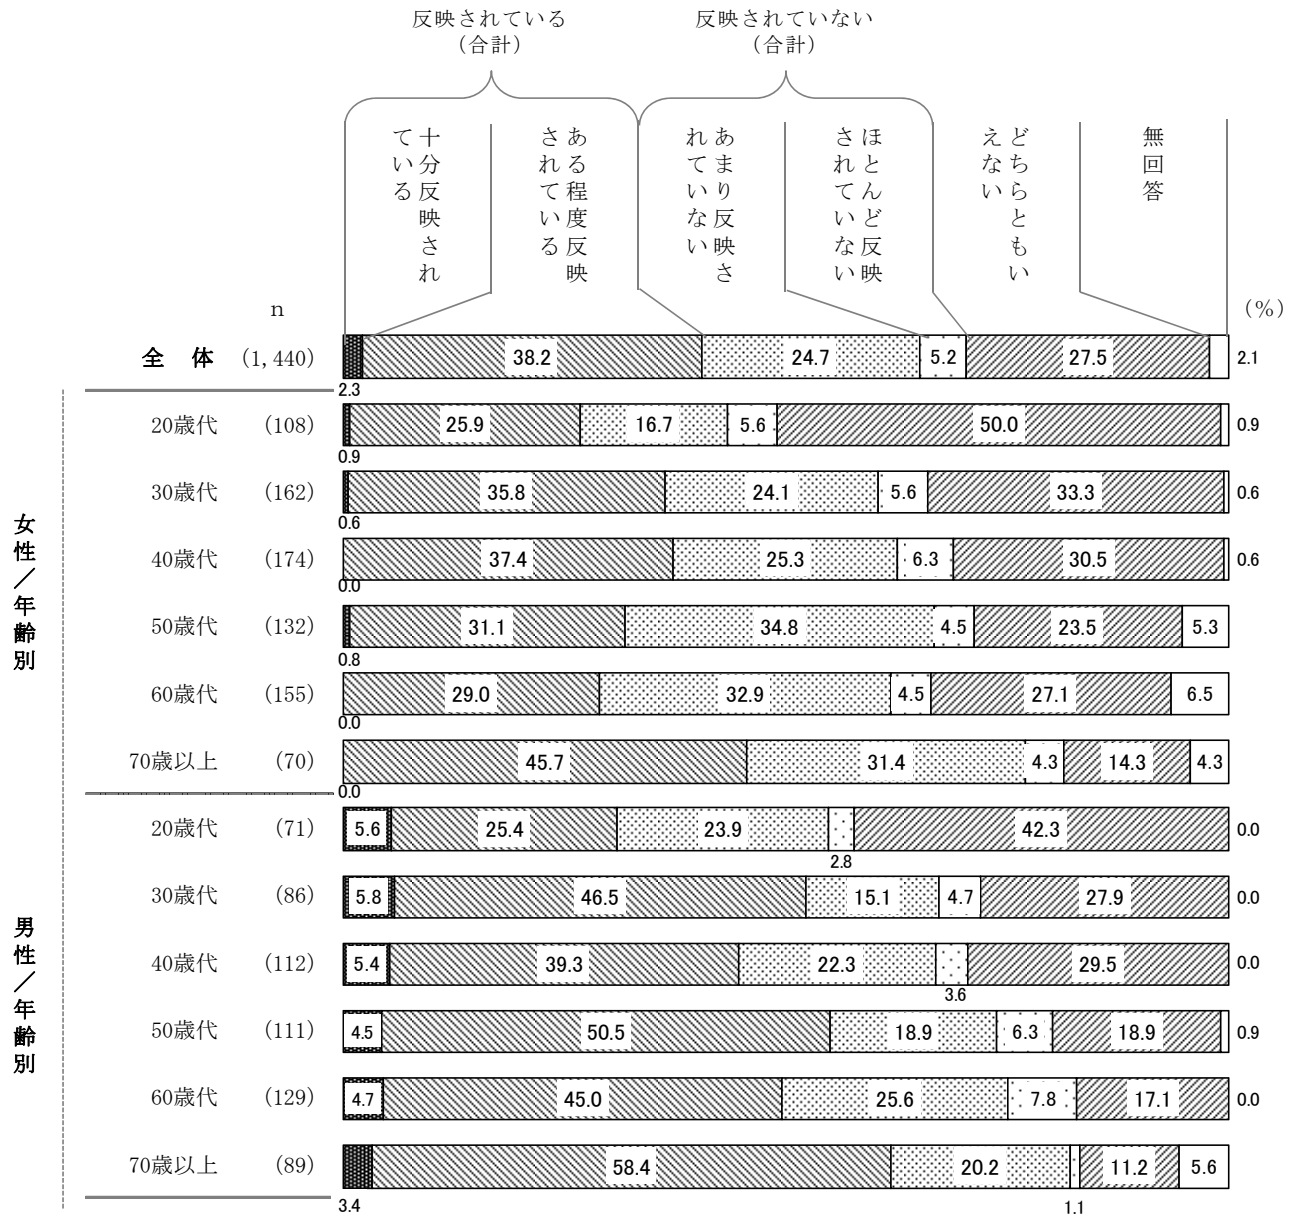 反映されている
（合計）
反映されていない
（合計）
十分反映され
ている
ある程度反映
されている
あまり反映さ
れていない
ほとんど反映
されていない
どちらともい
えない
無回答
n
(%)
全 体 (1,440) 38.2 24.7 5.2 27.5 2.1
2.3
20歳代 (108) 25.9 16.7 5.6 50.0 0.9
0.9
30歳代 (162) 35.8 24.1 5.6 33.3 0.6
0.6
40歳代 (174) 37.4 25.3 6.3 30.5 0.6
0.0
50歳代 (132) 31.1 34.8 4.5 23.5 5.3
0.8
60歳代 (155) 29.0 32.9 4.5 27.1 6.5
0.0
70歳以上 (70) 45.7 31.4 4.3 14.3 4.3
0.0
女性／年齢別
20歳代 (71) 5.6 25.4 23.9 42.3 0.0
2.8
30歳代 (86) 5.8 46.5 15.1 4.7 27.9 0.0
40歳代 (112) 5.4 39.3 22.3 29.5 0.0
3.6
50歳代 (111) 4.5 50.5 18.9 6.3 18.9 0.9
60歳代 (129) 4.7 45.0 25.6 7.8 17.1 0.0
70歳以上 (89) 58.4 20.2 11.2 5.6
3.4 1.1
男性／年齢別